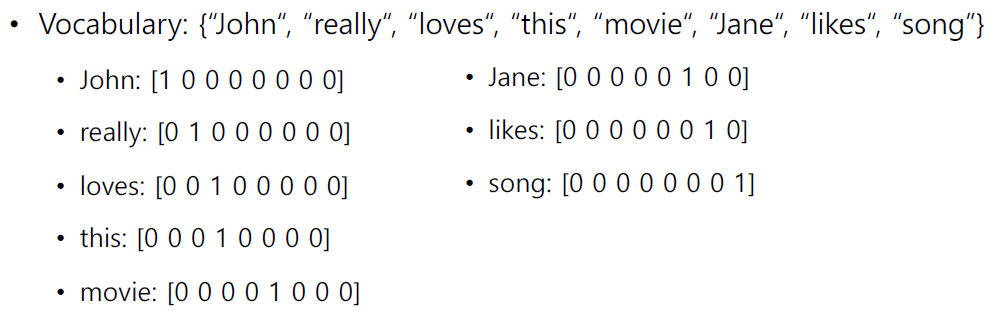 • Vocabulary: {“John“, “really“, “loves“, “this“, “movie“, “Jane“, “likes“, “song”}
• John: [1 0 0 0 0 0 0 0]
• really: [0 1 0 0 0 0 0 0]
• loves: [0 0 1 0 0 0 0 0]
• this: [0 0 0 1 0 0 0 0]
• movie: [0 0 0 0 1 0 0 0]
• Jane: [0 0 0 0 0 1 0 0]
• likes: [0 0 0 0 0 0 1 0]
• song: [0 0 0 0 0 0 0 1]